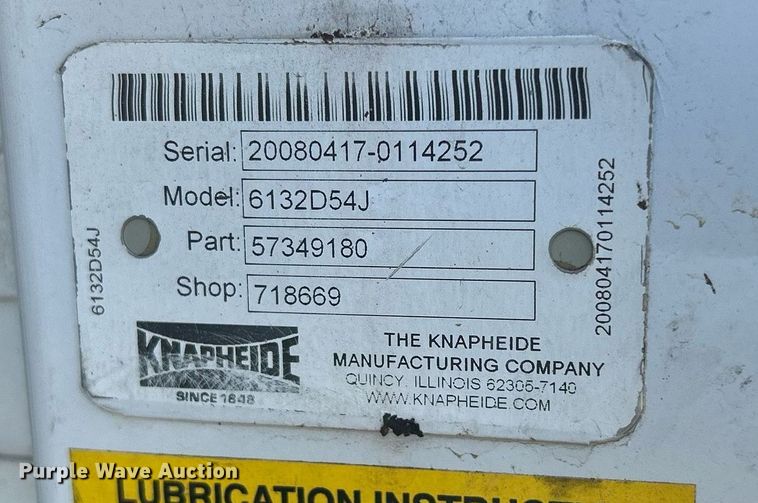 Serial: 20080417-0114252
Model: 6132D54J
Part: 57349180
Shop: 718669
6132D54J
200804170114252
KNAPHEIDE
SINCE 1848
THE KNAPHEIDE
MANUFACTURING COMPANY
QUINCY, ILLINOIS 62305-7140
WWW.KNAPHEIDE.COM
Purple Wave Auction
LUBRICATION